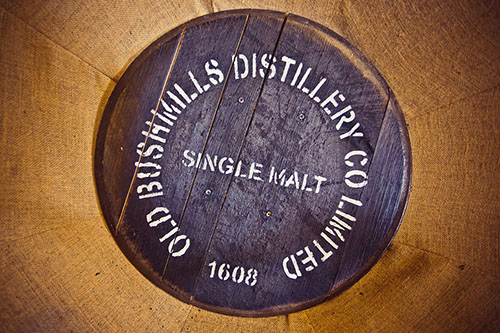 OLD BUSHMILLS DISTILLERY CO LIMITED
SINGLE MALT
1608